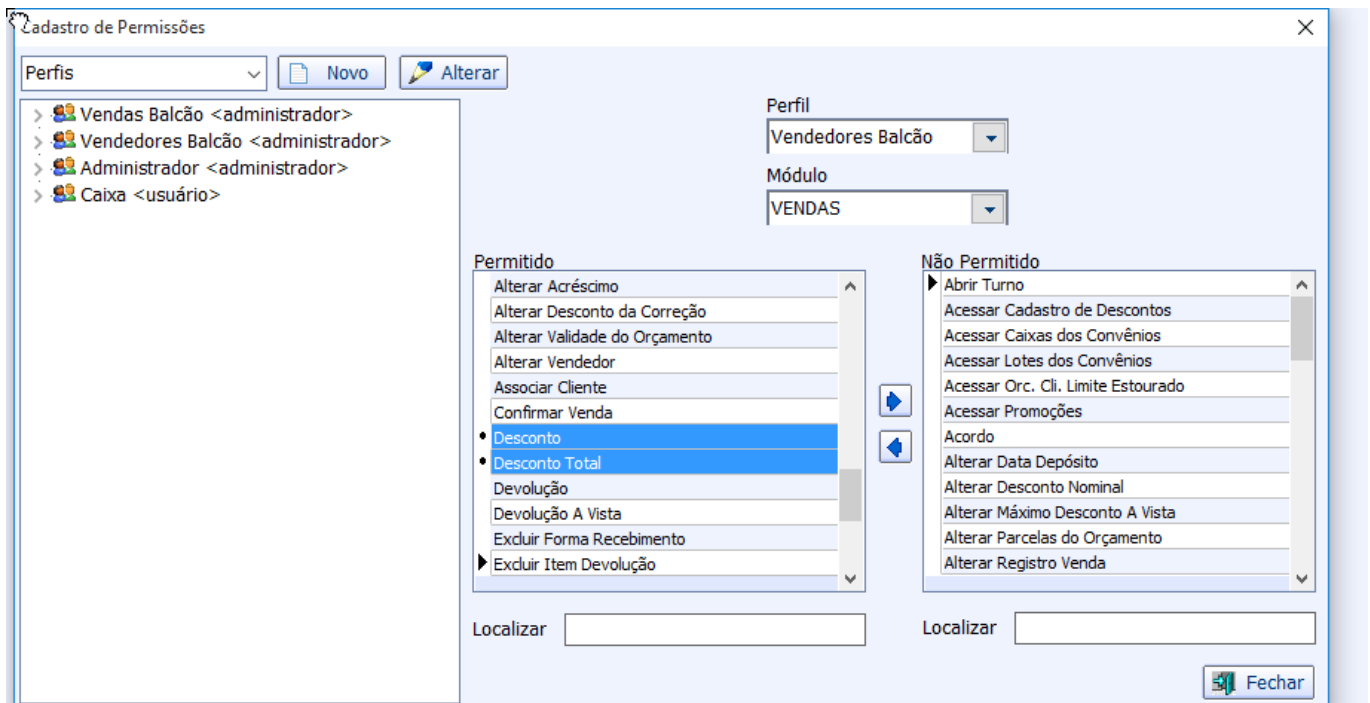 Cadastro de Permissões
Perfis
Novo
Alterar
Vendas Balcão <administrador>
Vendedores Balcão <administrador>
Administrador <administrador>
Caixa <usuário>
Perfil
Vendedores Balcão
Módulo
VENDAS
Permitido
Alterar Acréscimo
Alterar Desconto da Correção
Alterar Validade do Orçamento
Alterar Vendedor
Associar Cliente
Confirmar Venda
Desconto
Desconto Total
Devolução
Devolução A Vista
Excluir Forma Recebimento
Excluir Item Devolução
Localizar
Não Permitido
Abrir Turno
Acessar Cadastro de Descontos
Acessar Caixas dos Convênios
Acessar Lotes dos Convênios
Acessar Orc. Cli. Limite Estourado
Acessar Promoções
Acordo
Alterar Data Depósito
Alterar Desconto Nominal
Alterar Máximo Desconto A Vista
Alterar Parcelas do Orçamento
Alterar Registro Venda
Localizar
Fechar